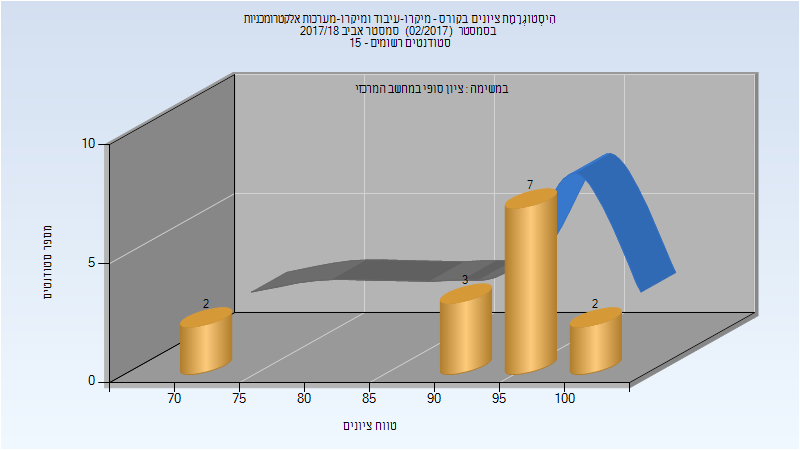 היסטוגרמת ציונים בקורס - מיקרו-עיבוד ומיקרו-מערכות אלקטרומכניות
בסמסטר (02/2017) סמסטר אביב 2017/18
סטודנטים רשומים - 15
במשימה : ציון סופי במחשב המרכזי
מספר סטודנטים
10
5
0
2
3
7
2
70
75
80
85
90
95
100
טווח ציונים